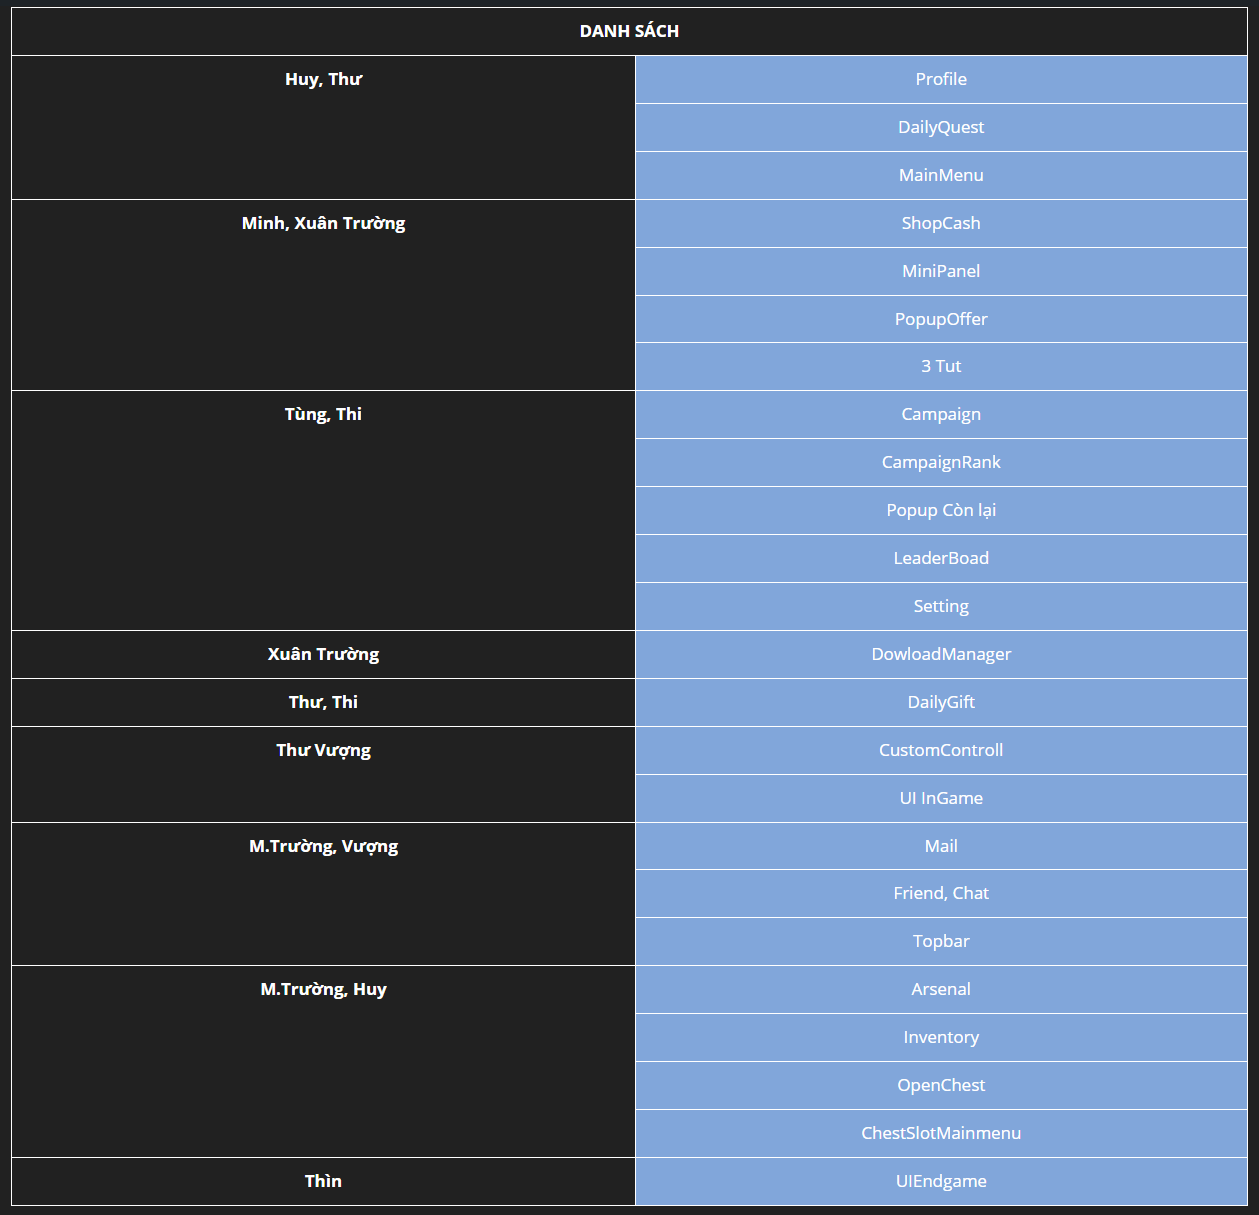 DANH SÁCH
Huy, Thư
Profile
DailyQuest
MainMenu
Minh, Xuân Trường
ShopCash
MiniPanel
PopupOffer
3 Tut
Tùng, Thi
Campaign
CampaignRank
Popup Còn lại
LeaderBoad
Setting
Xuân Trường
DowloadManager
Thư, Thi
DailyGift
Thư Vượng
CustomControll
UI InGame
M.Trường, Vượng
Mail
Friend, Chat
Topbar
M.Trường, Huy
Arsenal
Inventory
OpenChest
ChestSlotMainmenu
Thìn
UIEndgame